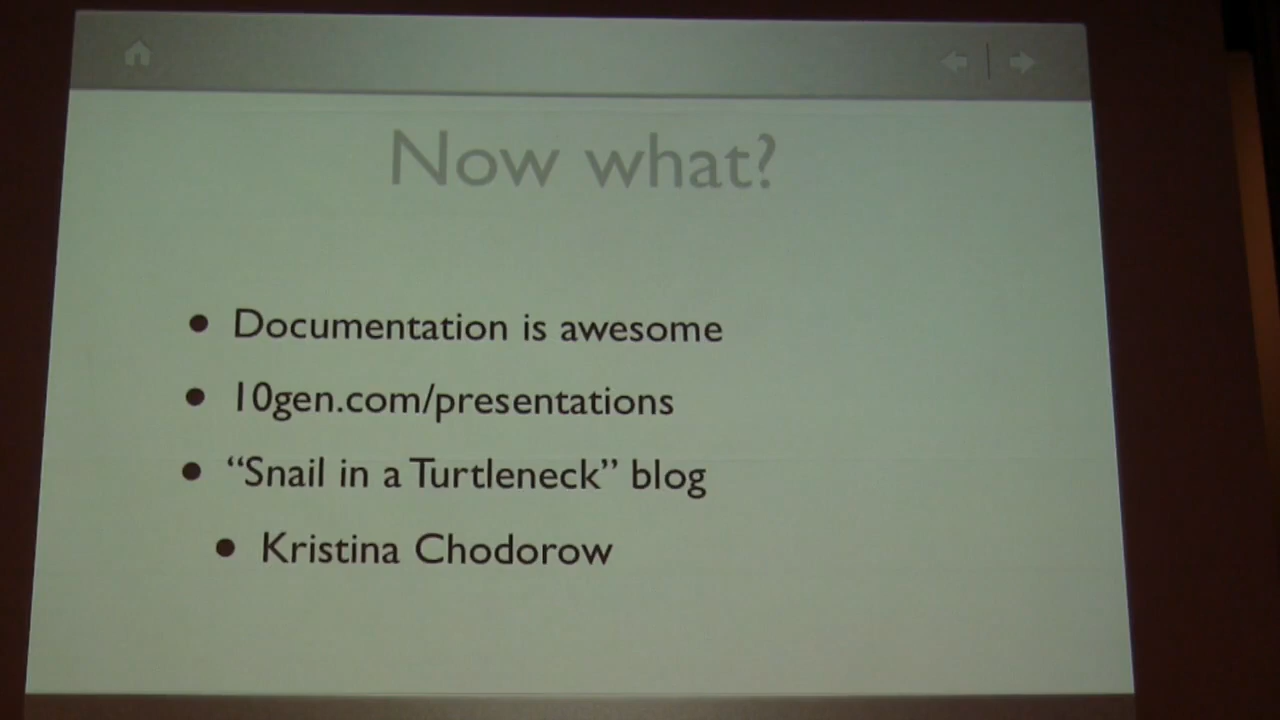 Now what?
• Documentation is awesome
• 10gen.com/presentations
• “Snail in a Turtleneck” blog
• Kristina Chodorow